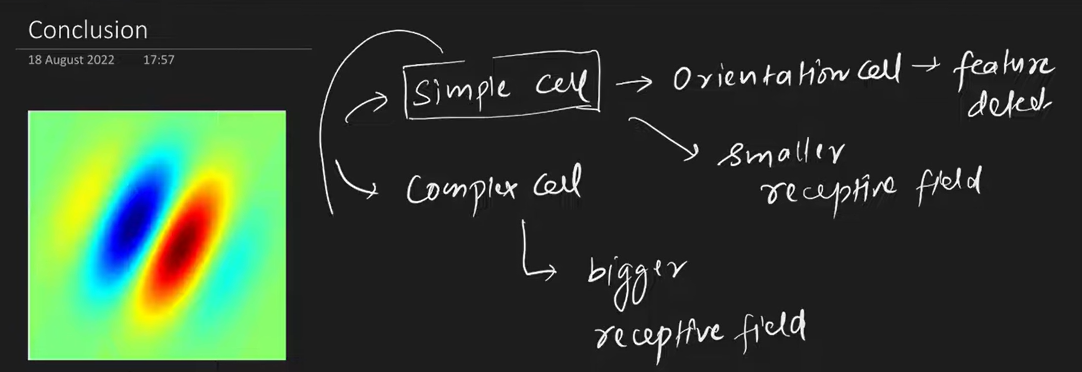 Conclusion
18 August 2022 17:57
Simple cell → Orientation cell → feature
detect
smaller
receptive field
Complex cell
bigger
receptive field